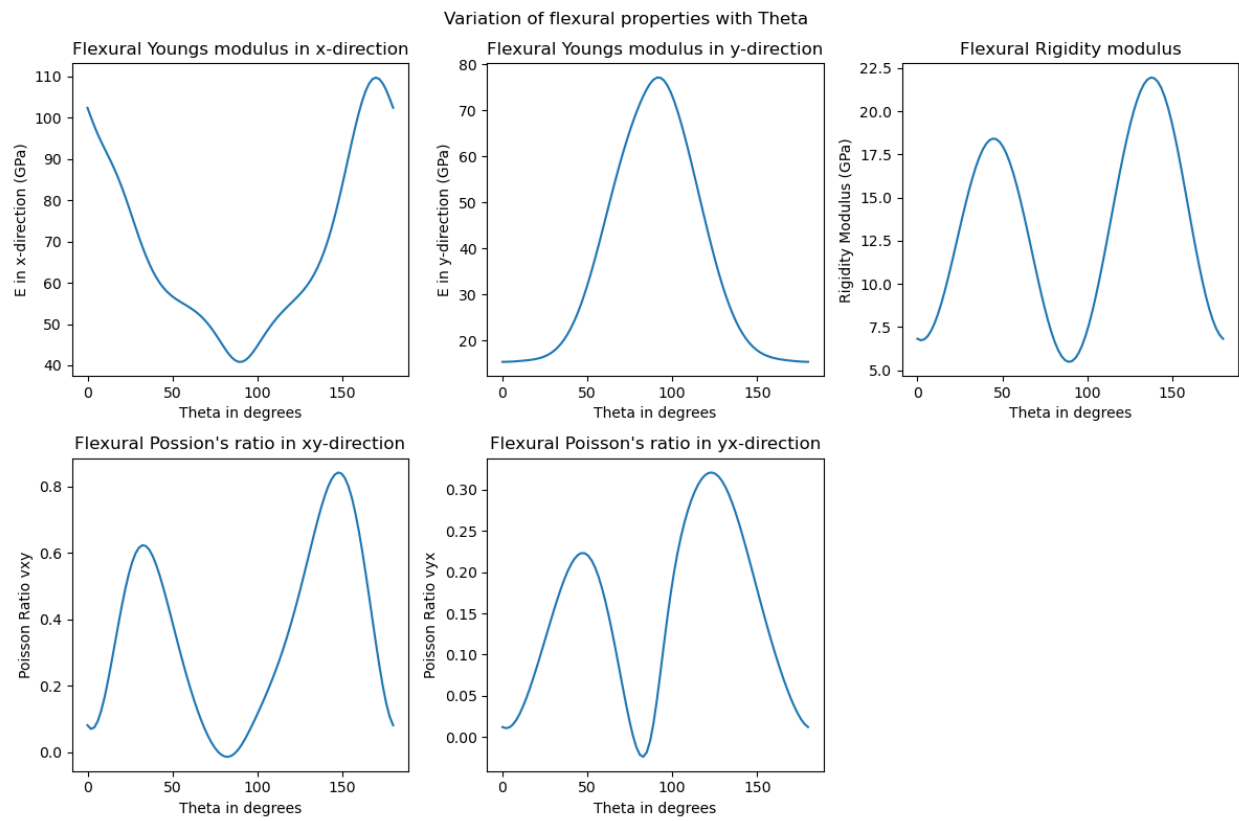 Variation of flexural properties with Theta
Flexural Youngs modulus in x-direction
110
100
90
80
70
60
50
40
E in x-direction (GPa)
0 50 100 150
Theta in degrees
Flexural Youngs modulus in y-direction
80
70
60
50
40
30
20
E in y-direction (GPa)
0 50 100 150
Theta in degrees
Flexural Rigidity modulus
22.5
20.0
17.5
15.0
12.5
10.0
7.5
5.0
Rigidity Modulus (GPa)
0 50 100 150
Theta in degrees
Flexural Possion's ratio in xy-direction
0.8
0.6
0.4
0.2
0.0
Poisson Ratio vxy
0 50 100 150
Theta in degrees
Flexural Poisson's ratio in yx-direction
0.30
0.25
0.20
0.15
0.10
0.05
0.00
Poisson Ratio vyx
0 50 100 150
Theta in degrees